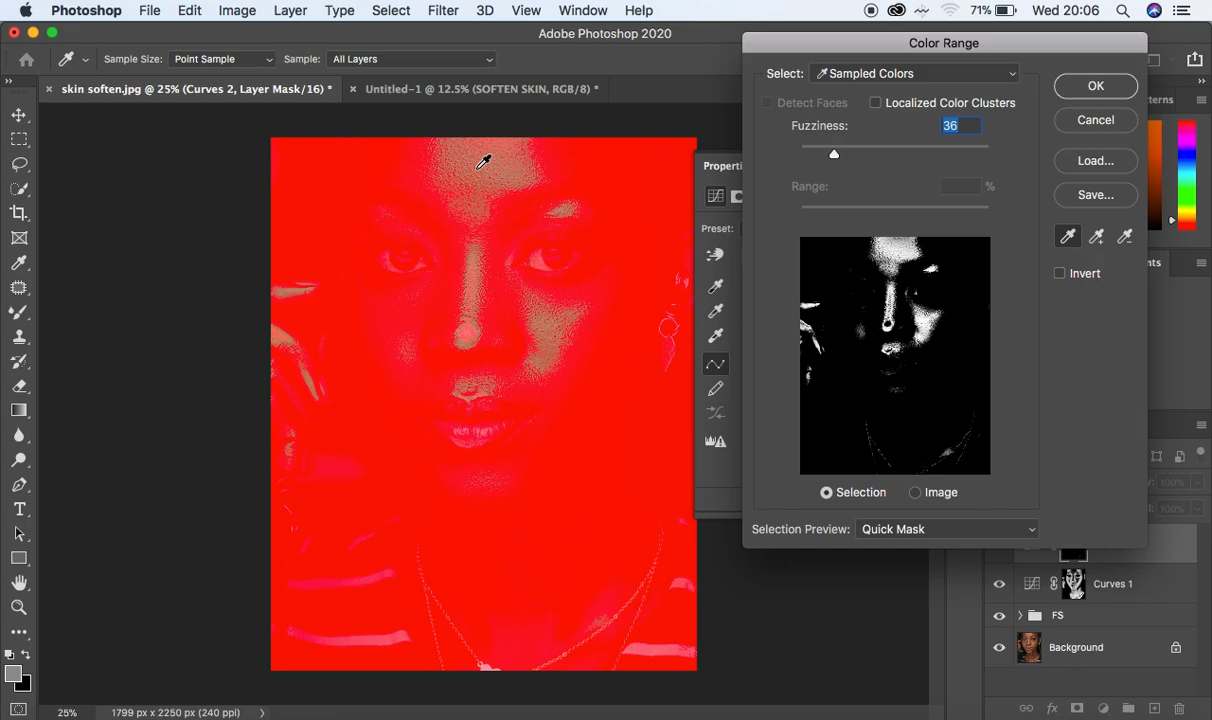 Photoshop File Edit Image Layer Type Select Filter 3D View Window Help 71% Wed 20:06
Adobe Photoshop 2020
Color Range
Sample Size: Point Sample Sample: All Layers
Select: Sampled Colors
OK
skin soften.jpg @ 25% (Curves 2, Layer Mask/16) *
Untitled-1 @ 12.5% (SOFTEN SKIN, RGB/8) *
Detect Faces Localized Color Clusters
Fuzziness: 36
Cancel
Load...
Range: %
Save...
Properti
Preset:
Invert
Selection Image
Selection Preview: Quick Mask
100%
100%
Curves 1
FS
Background
25% 1799 px x 2250 px (240 ppi)